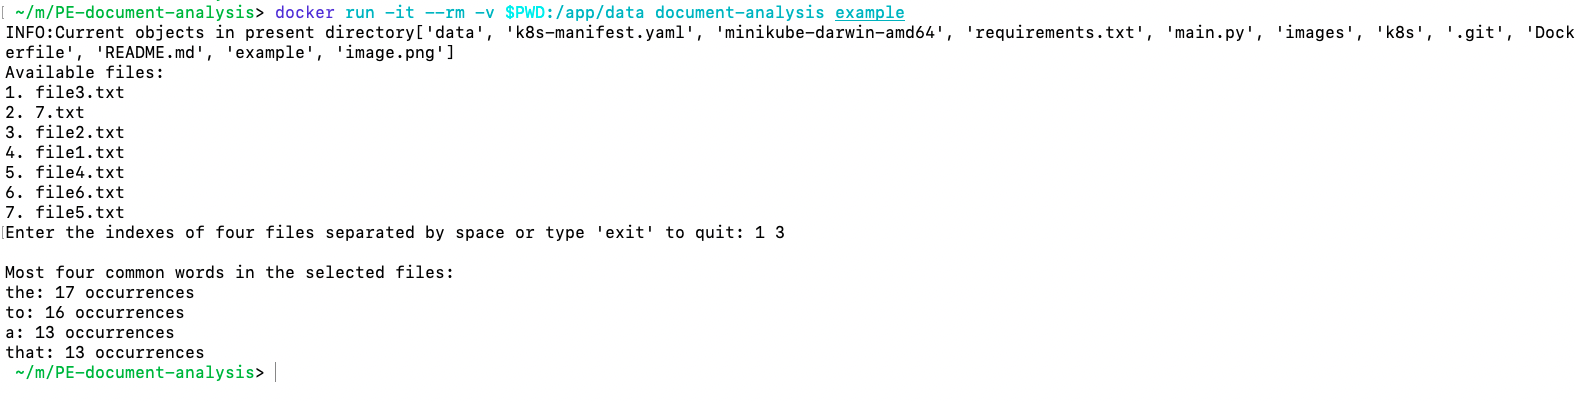 ~/m/PE-document-analysis> docker run -it --rm -v $PWD:/app/data document-analysis example
INFO:Current objects in present directory['data', 'k8s-manifest.yaml', 'minikube-darwin-amd64', 'requirements.txt', 'main.py', 'images', 'k8s', '.git', 'Dock
erfile', 'README.md', 'example', 'image.png']
Available files:
1. file3.txt
2. 7.txt
3. file2.txt
4. file1.txt
5. file4.txt
6. file6.txt
7. file5.txt
Enter the indexes of four files separated by space or type 'exit' to quit: 1 3
Most four common words in the selected files:
the: 17 occurrences
to: 16 occurrences
a: 13 occurrences
that: 13 occurrences
~/m/PE-document-analysis>